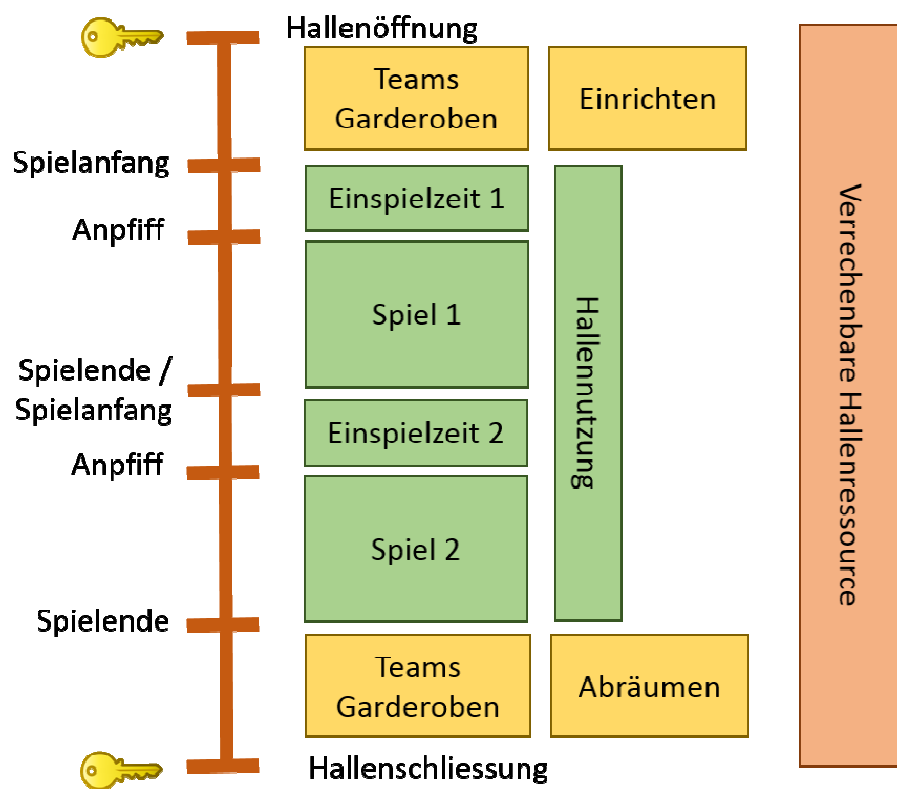 Hallenöffnung
Teams
Garderoben
Einrichten
Spielanfang
Einspielzeit 1
Anpfiff
Spiel 1
Hallennutzung
Verrechenbare Hallenressource
Spielende /
Spielanfang
Einspielzeit 2
Anpfiff
Spiel 2
Spielende
Teams
Garderoben
Abräumen
Hallenschliessung